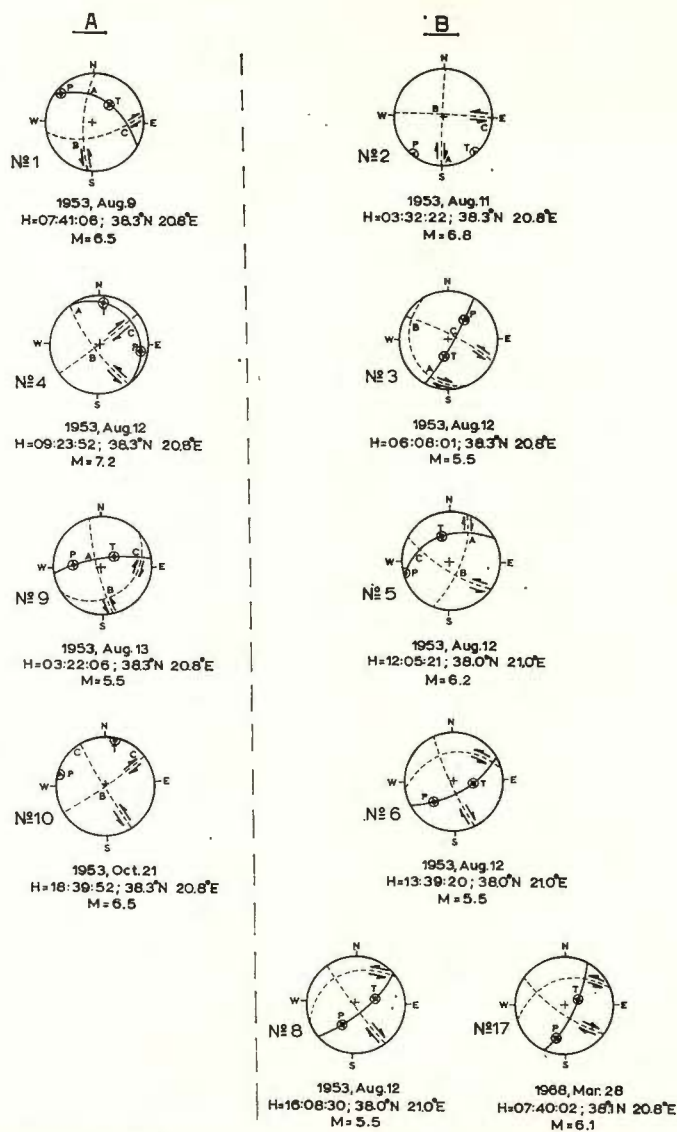 A
N
P
A
T
W
C
E
B
№1
S
1953, Aug.9
H=07:41:06; 38.3°N 20.8°E
M=6.5
N
A
T
W
C
E
B
P
№4
S
1953, Aug.12
H=09:23:52; 38.3°N 20.8°E
M=7.2
N
P
A
T
C
W
E
B
№9
S
1953, Aug.13
H=03:22:06; 38.3°N 20.8°E
M=5.5
N
T
C
C
P
W
E
B
№10
S
1953, Oct.21
H=18:39:52; 38.3°N 20.8°E
M=6.5
B
N
B
W
E
C
P
T
A
№2
S
1953, Aug.11
H=03:32:22; 38.3°N 20.8°E
M=6.8
N
B
P
C
W
E
T
A
№3
S
1953, Aug.12
H=06:08:01; 38.3°N 20.8°E
M=5.5
N
T
A
W
E
P
B
№5
S
1953, Aug.12
H=12:05:21; 38.0°N 21.0°E
M=6.2
N
W
E
T
P
№6
S
1953, Aug.12
H=13:39:20; 38.0°N 21.0°E
M=5.5
N
T
W
E
P
№8
S
1953, Aug.12
H=16:08:30; 38.0°N 21.0°E
M=5.5
N
T
W
E
P
№17
S
1968, Mar. 28
H=07:40:02; 38.1N 20.8°E
M=6.1